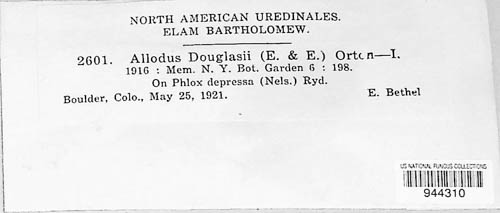 NORTH AMERICAN UREDINALES.
ELAM BARTHOLOMEW.
2601. Allodus Douglasii (E. & E.) Orton—I.
1916 : Mem. N. Y. Bot. Garden 6 : 198.
On Phlox depressa (Nels.) Ryd.
Boulder, Colo., May 25, 1921. E. Bethel
US NATIONAL FUNGUS COLLECTIONS
944310